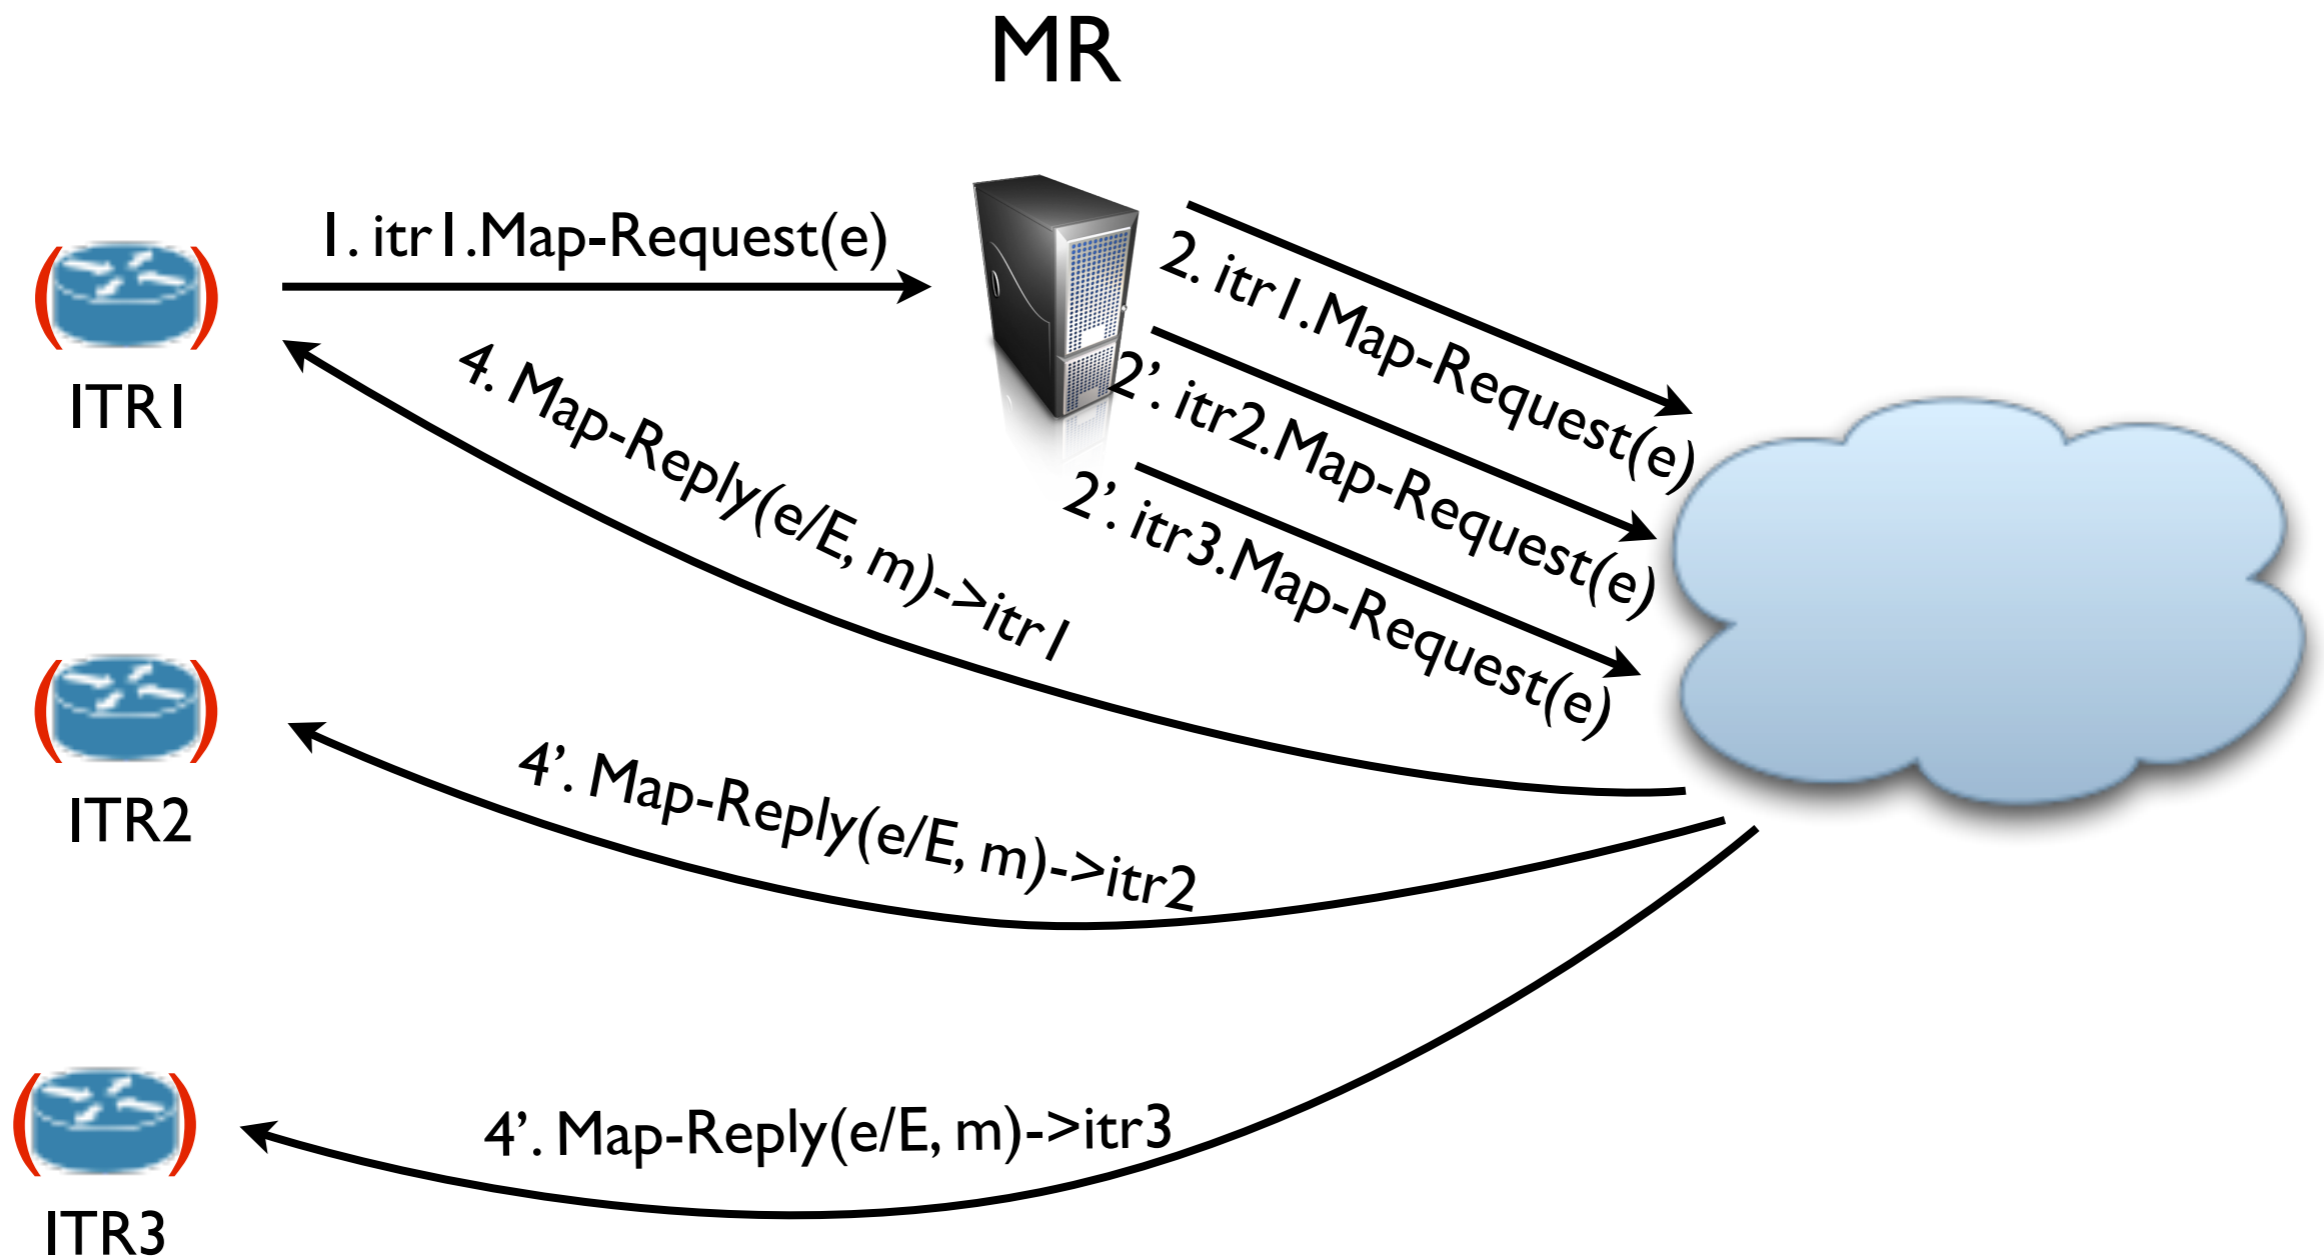 MR
1. itr1.Map-Request(e)
2. itr1.Map-Request(e)
2’. itr2.Map-Request(e)
2’. itr3.Map-Request(e)
ITR1
4. Map-Reply(e/E, m)->itr1
ITR2
4’. Map-Reply(e/E, m)->itr2
4’. Map-Reply(e/E, m)->itr3
ITR3